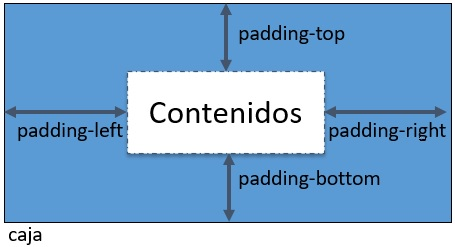 padding-top
Contenidos
padding-left
padding-right
padding-bottom
caja